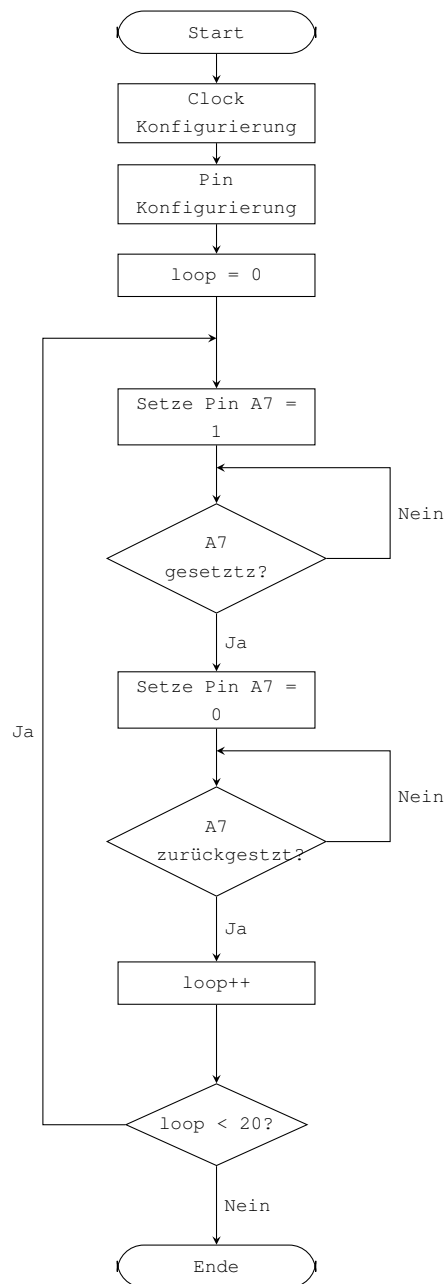 Start
Clock
Konfigurierung
Pin
Konfigurierung
loop = 0
Setze Pin A7 =
1
Nein
A7
gesetztz?
Ja
Setze Pin A7 =
0
Ja
Nein
A7
zurückgestzt?
Ja
loop++
loop < 20?
Nein
Ende